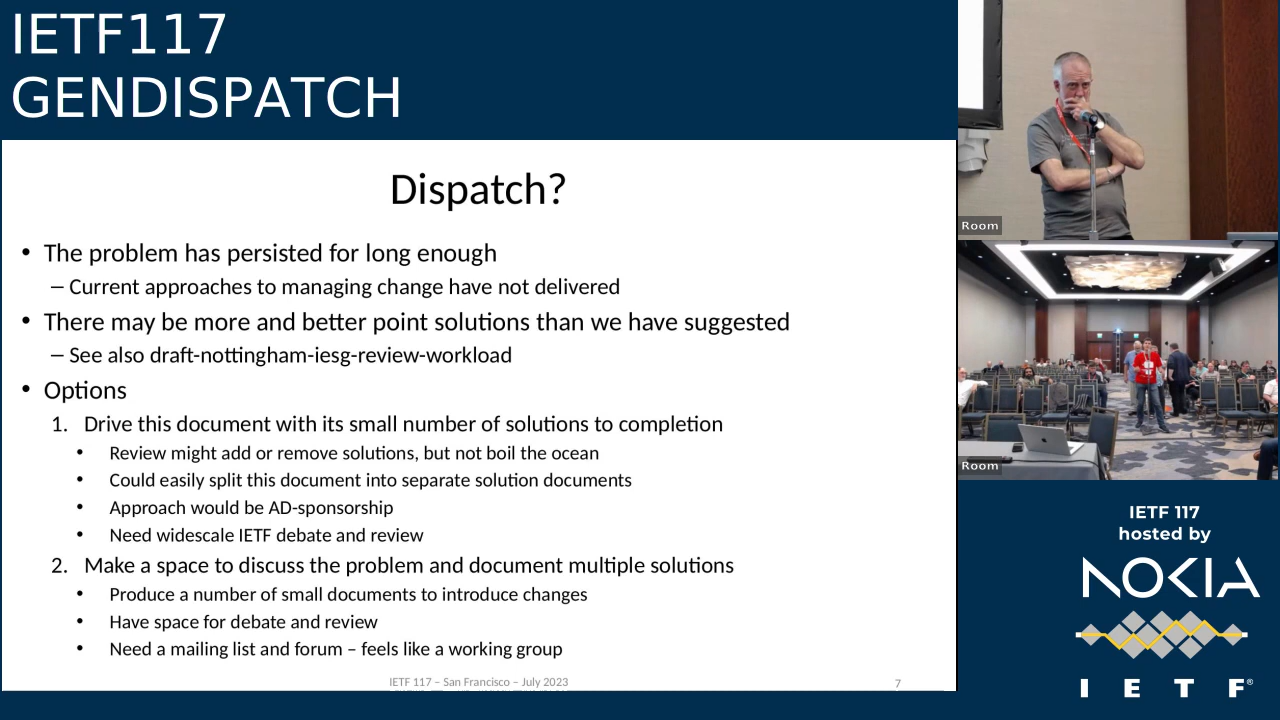 IETF117
GENDISPATCH
Dispatch?
• The problem has persisted for long enough
– Current approaches to managing change have not delivered
• There may be more and better point solutions than we have suggested
– See also draft-nottingham-iesg-review-workload
• Options
1. Drive this document with its small number of solutions to completion
• Review might add or remove solutions, but not boil the ocean
• Could easily split this document into separate solution documents
• Approach would be AD-sponsorship
• Need widescale IETF debate and review
2. Make a space to discuss the problem and document multiple solutions
• Produce a number of small documents to introduce changes
• Have space for debate and review
• Need a mailing list and forum – feels like a working group
IETF 117 – San Francisco – July 2023
7
Room
Room
IETF 117
hosted by
NOKIA
I E T F®